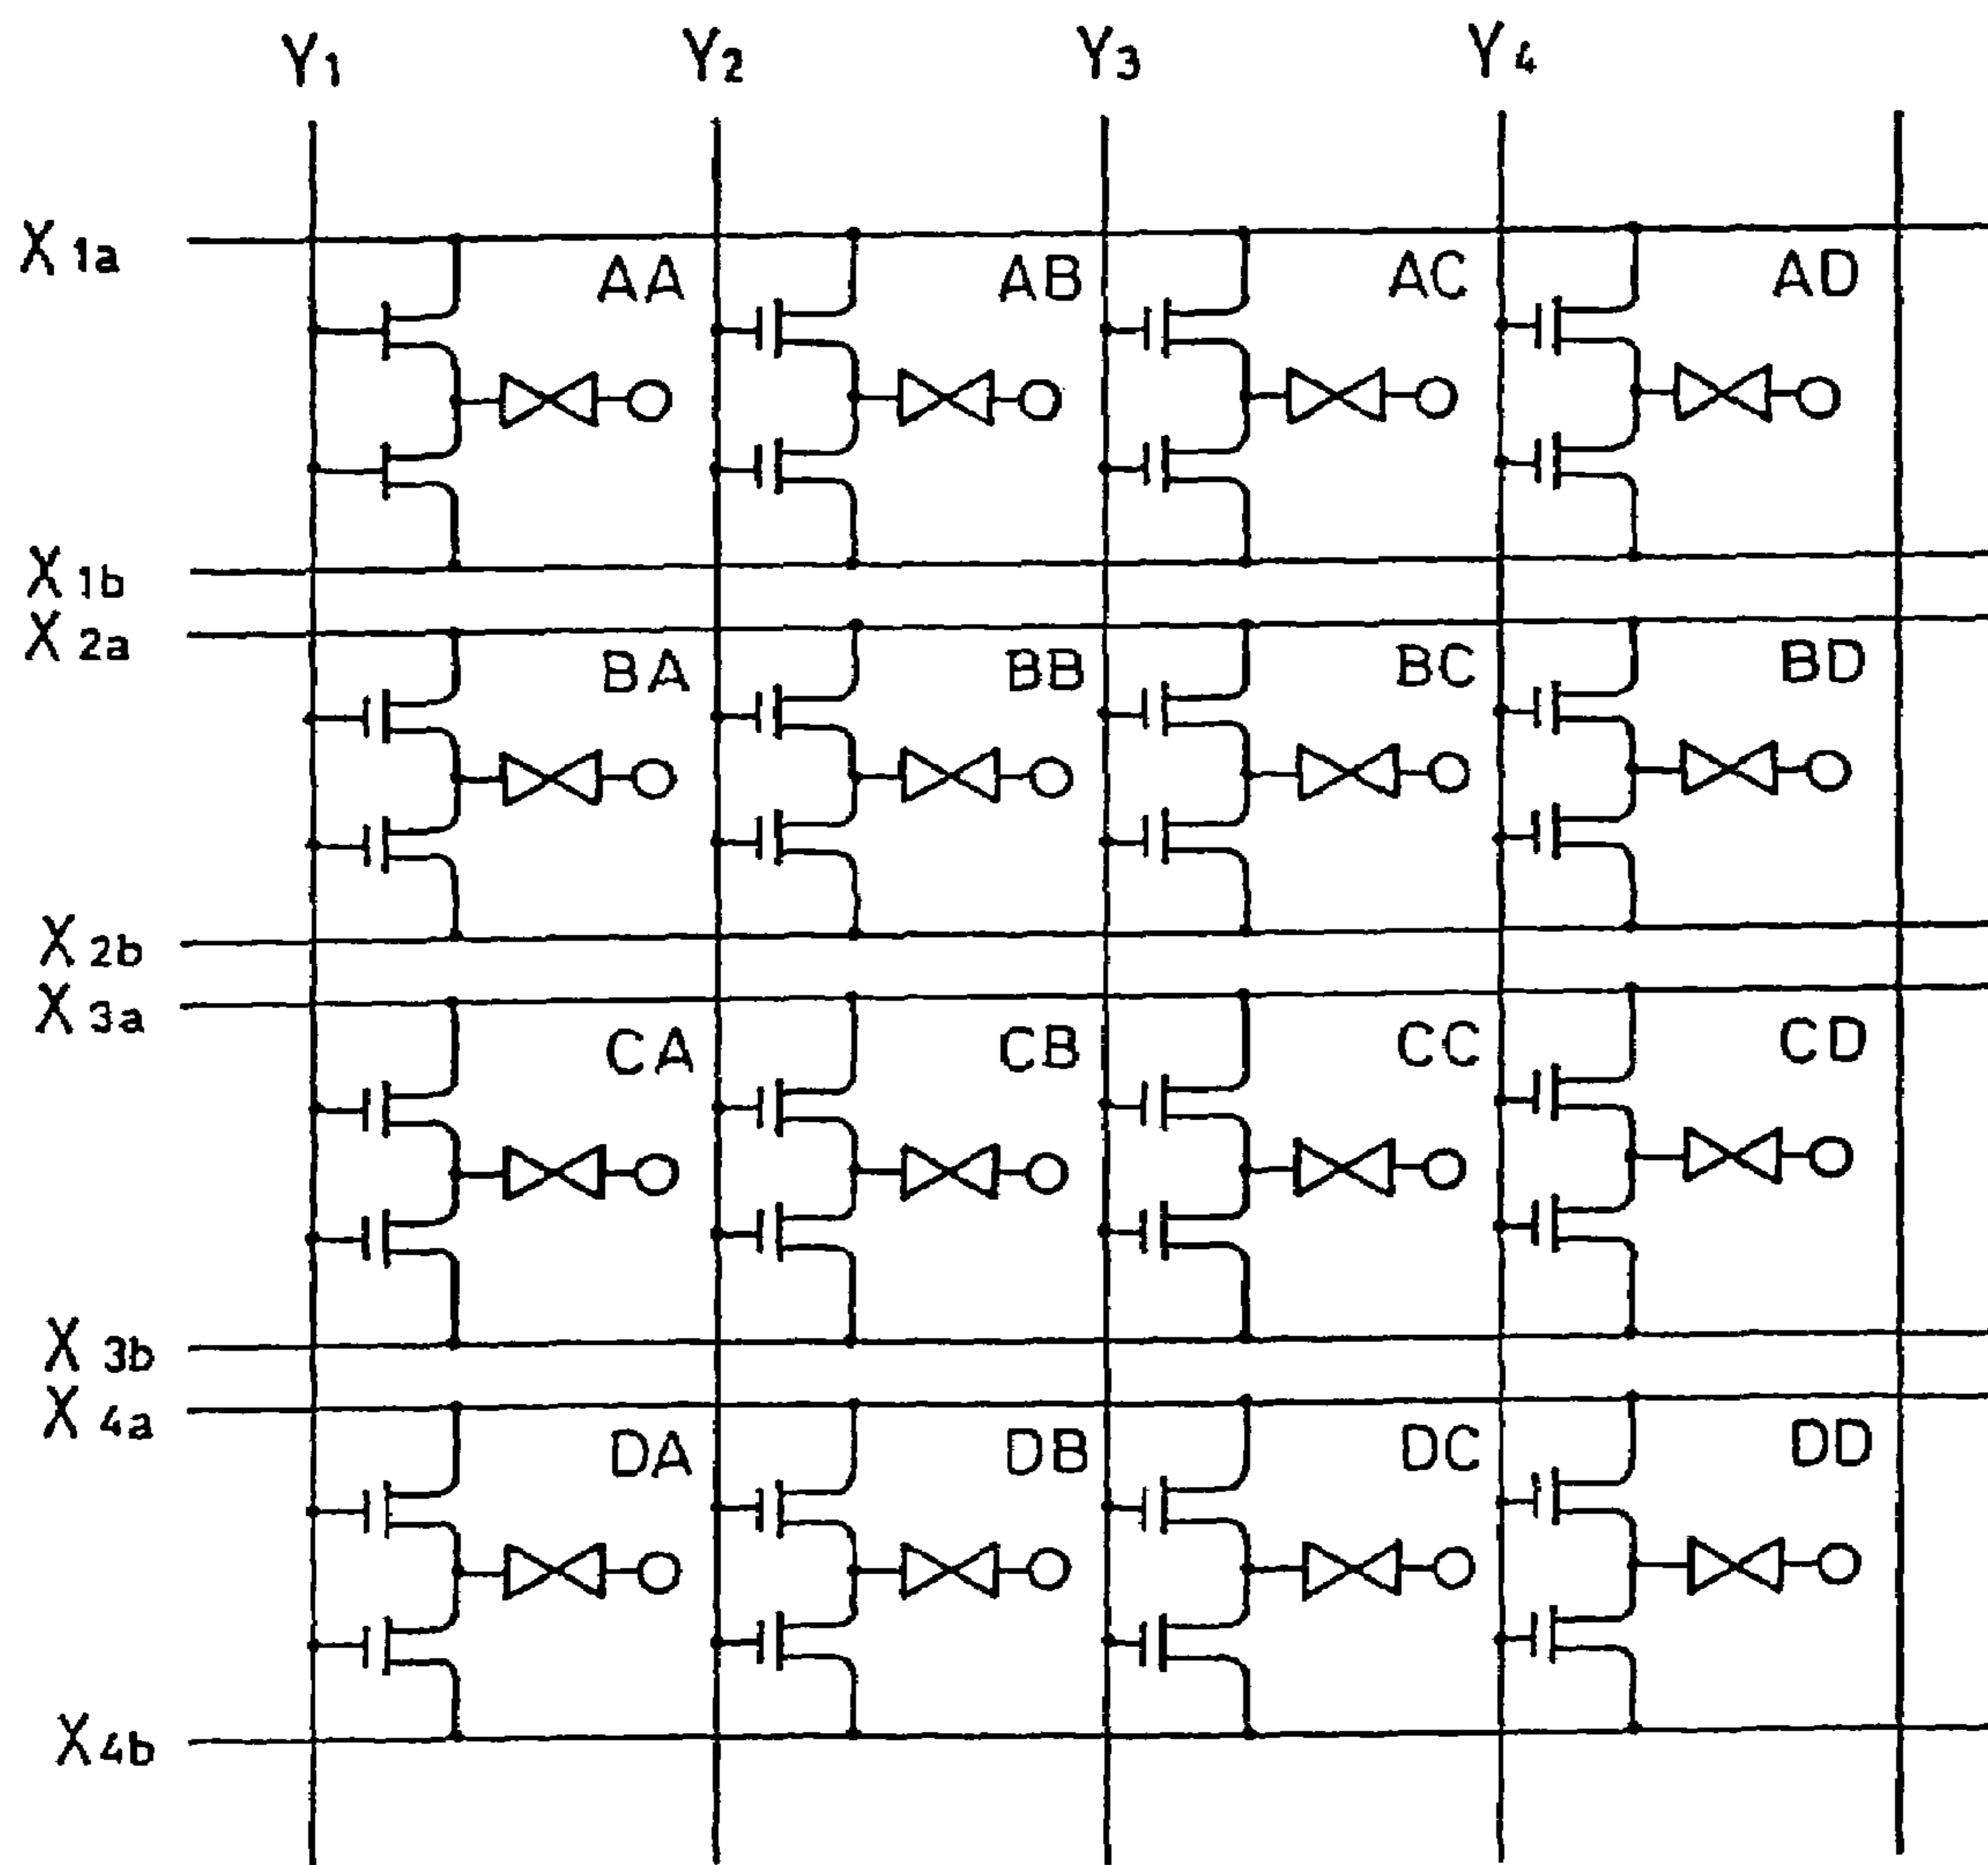 Y1 Y2 Y3 Y4
X1a
AA AB AC AD
X1b
X2a
BA BB BC BD
X2b
X3a
CA CB CC CD
X3b
X4a
DA DB DC DD
X4b